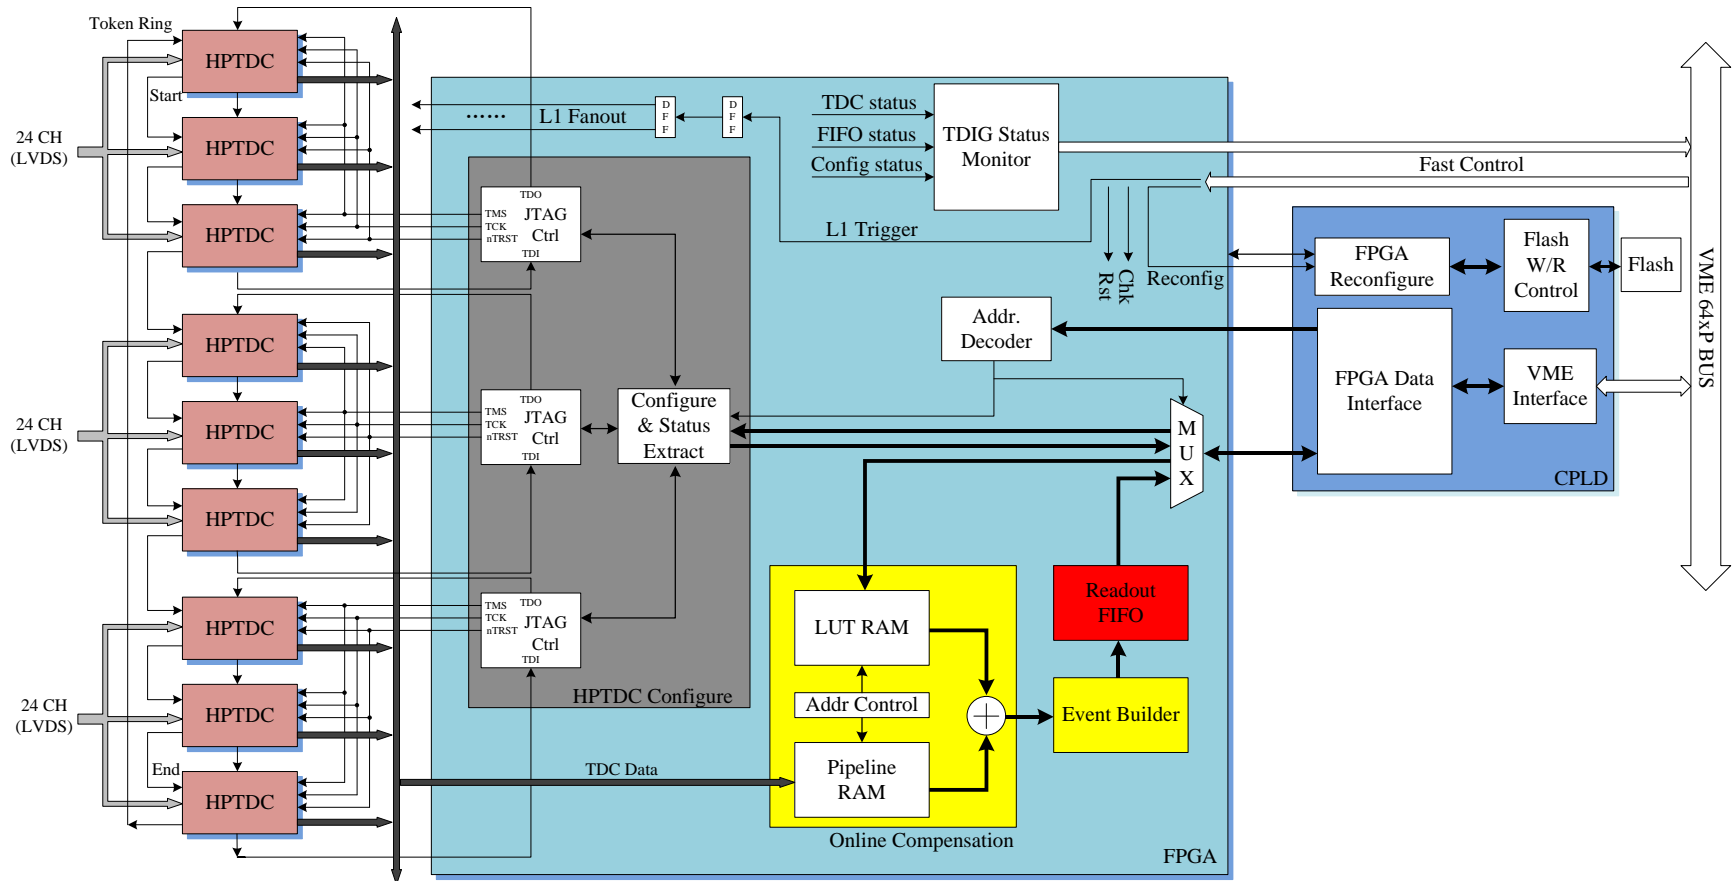 Token Ring
HPTDC
Start
24 CH
(LVDS)
HPTDC
HPTDC
HPTDC
24 CH
(LVDS)
HPTDC
HPTDC
HPTDC
24 CH
(LVDS)
HPTDC
End
HPTDC
......
L1 Fanout
D
F
F
D
F
F
TDC status
FIFO status
Config status
TDIG Status
Monitor
Fast Control
L1 Trigger
Rst
Chk
Reconfig
TDO
TMS
TCK
nTRST
JTAG
Ctrl
TDI
TDO
TMS
TCK
nTRST
JTAG
Ctrl
TDI
TDO
TMS
TCK
nTRST
JTAG
Ctrl
TDI
Configure
& Status
Extract
HPTDC Configure
Addr.
Decoder
M
U
X
FPGA
Reconfigure
Flash
W/R
Control
Flash
FPGA Data
Interface
VME
Interface
CPLD
VME 64xP BUS
LUT RAM
Addr Control
Pipeline
RAM
Online Compensation
Readout
FIFO
Event Builder
TDC Data
FPGA